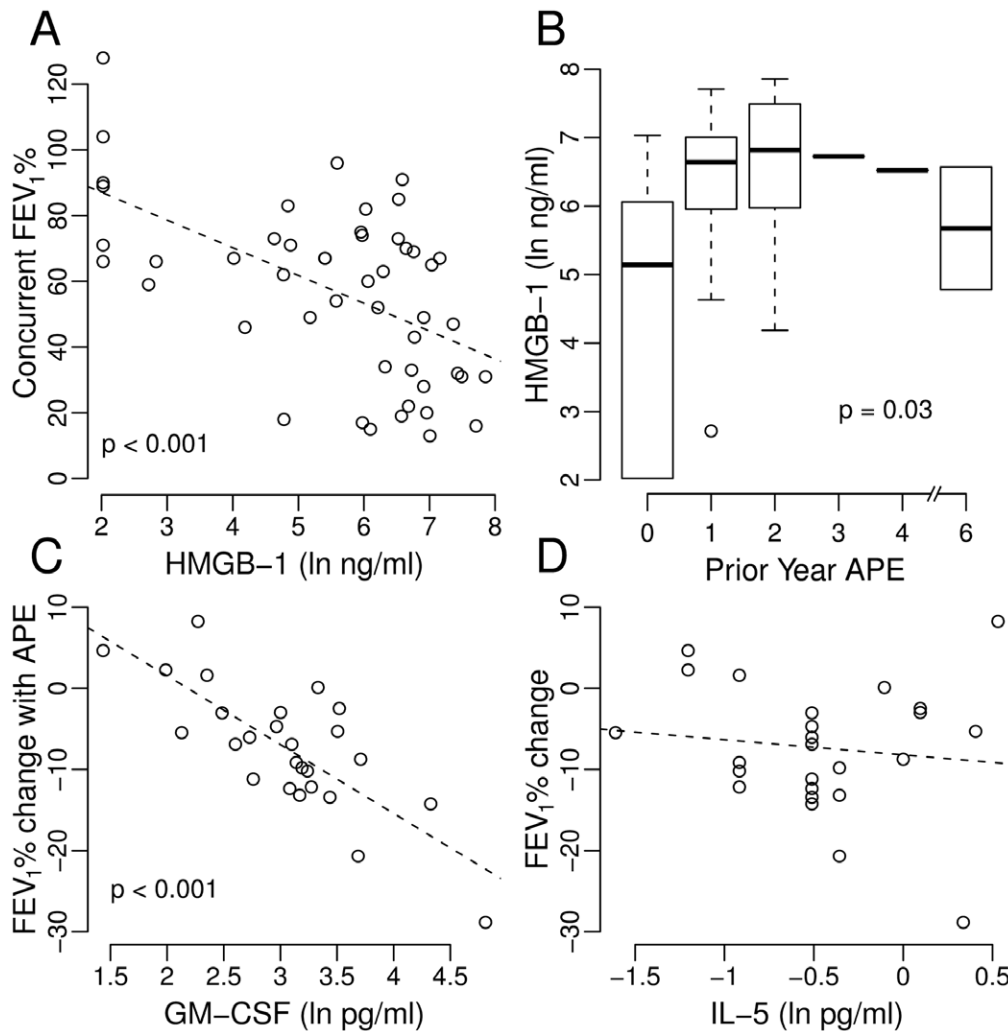 A
Concurrent FEV₁%
0 20 40 60 80 100 120
p < 0.001
2 3 4 5 6 7 8
HMGB−1 (ln ng/ml)
B
HMGB−1 (ln ng/ml)
2 3 4 5 6 7 8
p = 0.03
0 1 2 3 4 6
Prior Year APE
C
FEV₁% change with APE
−30 −20 −10 0 10
p < 0.001
1.5 2 2.5 3 3.5 4 4.5
GM−CSF (ln pg/ml)
D
FEV₁% change
−30 −20 −10 0 10
−1.5 −1 −0.5 0 0.5
IL−5 (ln pg/ml)